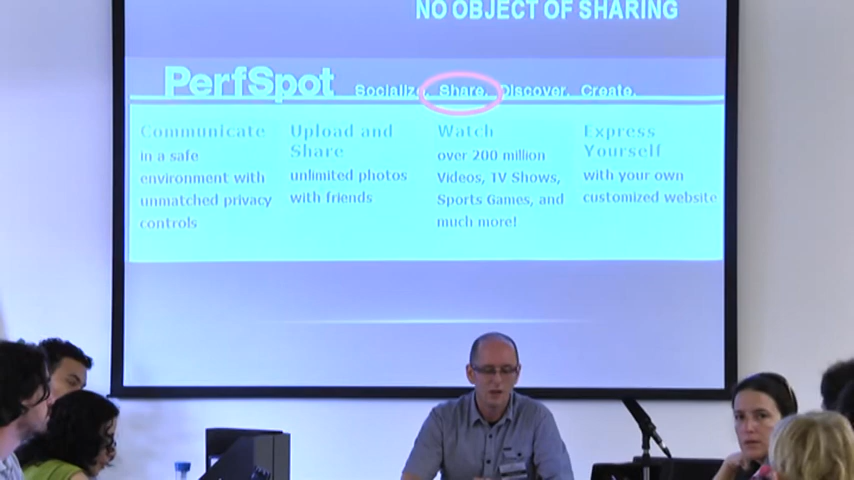 NO OBJECT OF SHARING
PerfSpot Socialize. Share. Discover. Create.
Communicate
in a safe
environment with
unmatched privacy
controls
Upload and
Share
unlimited photos
with friends
Watch
over 200 million
Videos, TV Shows,
Sports Games, and
much more!
Express
Yourself
with your own
customized website